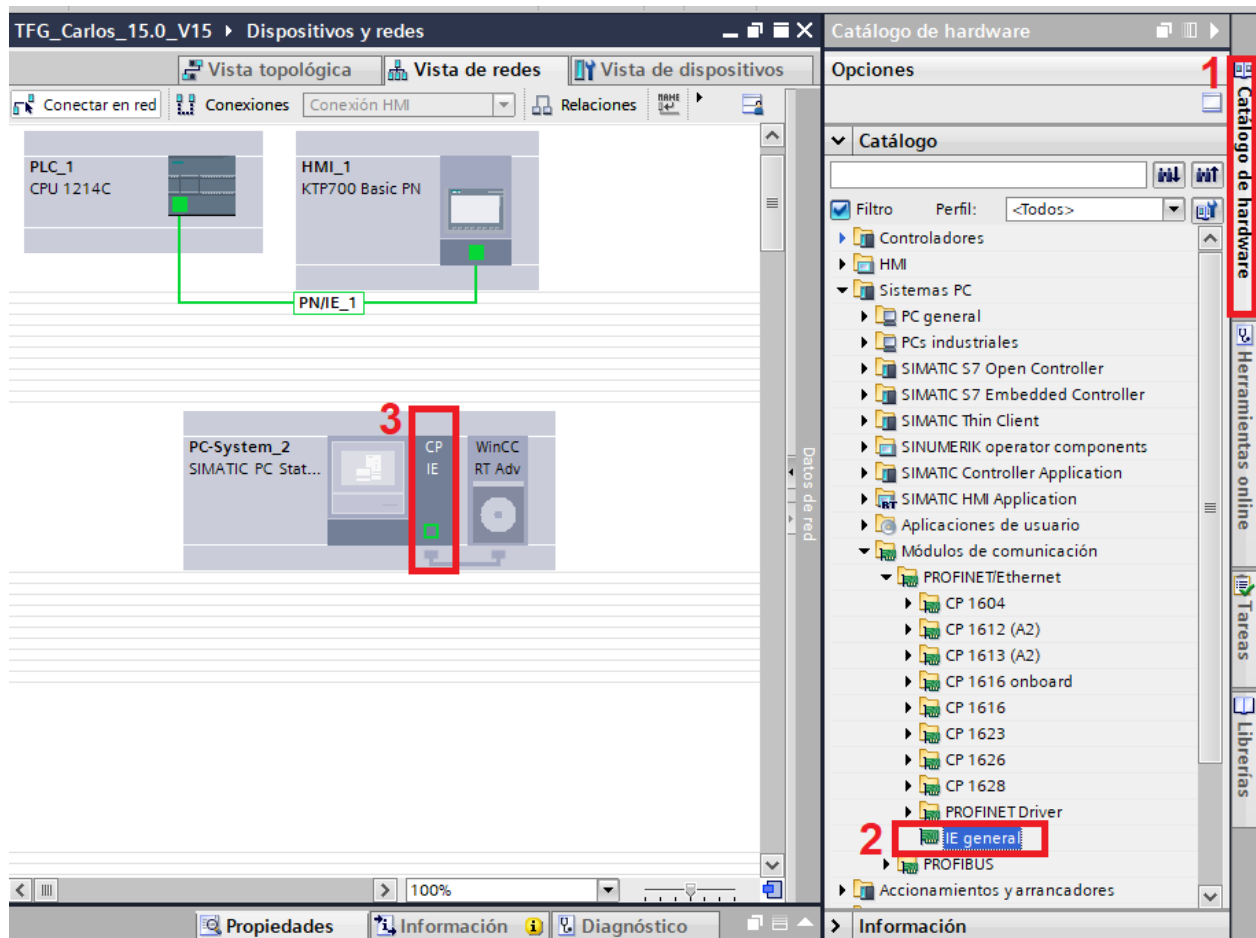 TFG_Carlos_15.0_V15 ▸ Dispositivos y redes
Vista topológica
Vista de redes
Vista de dispositivos
Conectar en red
Conexiones
Conexión HMI
Relaciones
PLC_1
CPU 1214C
HMI_1
KTP700 Basic PN
PN/IE_1
3
PC-System_2
SIMATIC PC Stat...
CP
IE
WinCC
RT Adv
100%
Datos de red
Propiedades
Información
Diagnóstico
Catálogo de hardware
Opciones
1
Catálogo
Filtro
Perfil:
<Todos>
Controladores
HMI
Sistemas PC
PC general
PCs industriales
SIMATIC S7 Open Controller
SIMATIC S7 Embedded Controller
SIMATIC Thin Client
SINUMERIK operator components
SIMATIC Controller Application
SIMATIC HMI Application
Aplicaciones de usuario
Módulos de comunicación
PROFINET/Ethernet
CP 1604
CP 1612 (A2)
CP 1613 (A2)
CP 1616 onboard
CP 1616
CP 1623
CP 1626
CP 1628
PROFINET Driver
2
IE general
PROFIBUS
Accionamientos y arrancadores
Información
Catálogo de hardware
Herramientas online
Tareas
Librerías